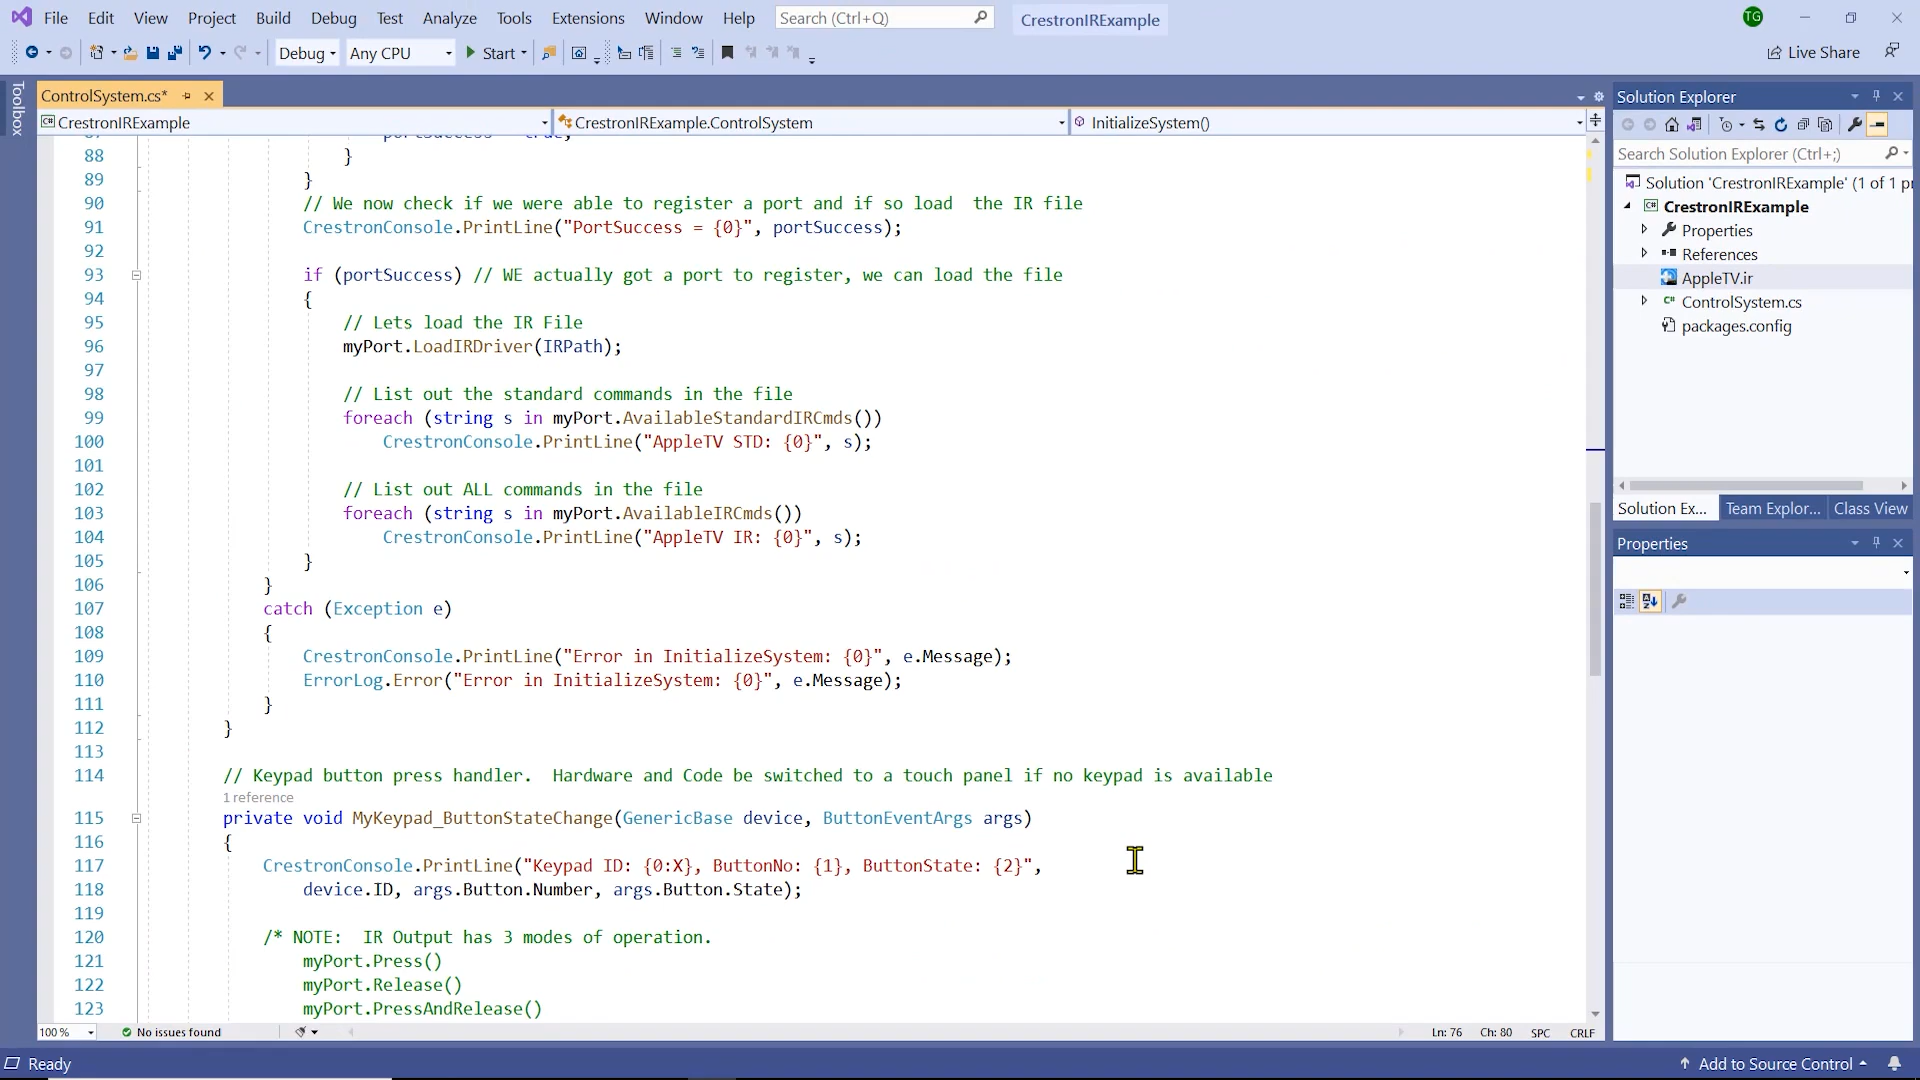 File Edit View Project Build Debug Test Analyze Tools Extensions Window Help Search (Ctrl+Q) CrestronIRExample TG
Debug Any CPU Start Live Share
Toolbox
ControlSystem.cs*
CrestronIRExample CrestronIRExample.ControlSystem InitializeSystem()
88 }
89 }
90 // We now check if we were able to register a port and if so load  the IR file
91 CrestronConsole.PrintLine("PortSuccess = {0}", portSuccess);
92
93 if (portSuccess) // WE actually got a port to register, we can load the file
94 {
95 // Lets load the IR File
96 myPort.LoadIRDriver(IRPath);
97
98 // List out the standard commands in the file
99 foreach (string s in myPort.AvailableStandardIRCmds())
100 CrestronConsole.PrintLine("AppleTV STD: {0}", s);
101
102 // List out ALL commands in the file
103 foreach (string s in myPort.AvailableIRCmds())
104 CrestronConsole.PrintLine("AppleTV IR: {0}", s);
105 }
106 }
107 catch (Exception e)
108 {
109 CrestronConsole.PrintLine("Error in InitializeSystem: {0}", e.Message);
110 ErrorLog.Error("Error in InitializeSystem: {0}", e.Message);
111 }
112 }
113
114 // Keypad button press handler.  Hardware and Code be switched to a touch panel if no keypad is available
1 reference
115 private void MyKeypad_ButtonStateChange(GenericBase device, ButtonEventArgs args)
116 {
117 CrestronConsole.PrintLine("Keypad ID: {0:X}, ButtonNo: {1}, ButtonState: {2}",
118 device.ID, args.Button.Number, args.Button.State);
119
120 /* NOTE:  IR Output has 3 modes of operation.
121 myPort.Press()
122 myPort.Release()
123 myPort.PressAndRelease()
100 % No issues found Ln: 76 Ch: 80 SPC CRLF
Solution Explorer
Search Solution Explorer (Ctrl+;)
Solution 'CrestronIRExample' (1 of 1 pr
CrestronIRExample
Properties
References
AppleTV.ir
ControlSystem.cs
packages.config
Solution Ex... Team Explor... Class View
Properties
Ready Add to Source Control